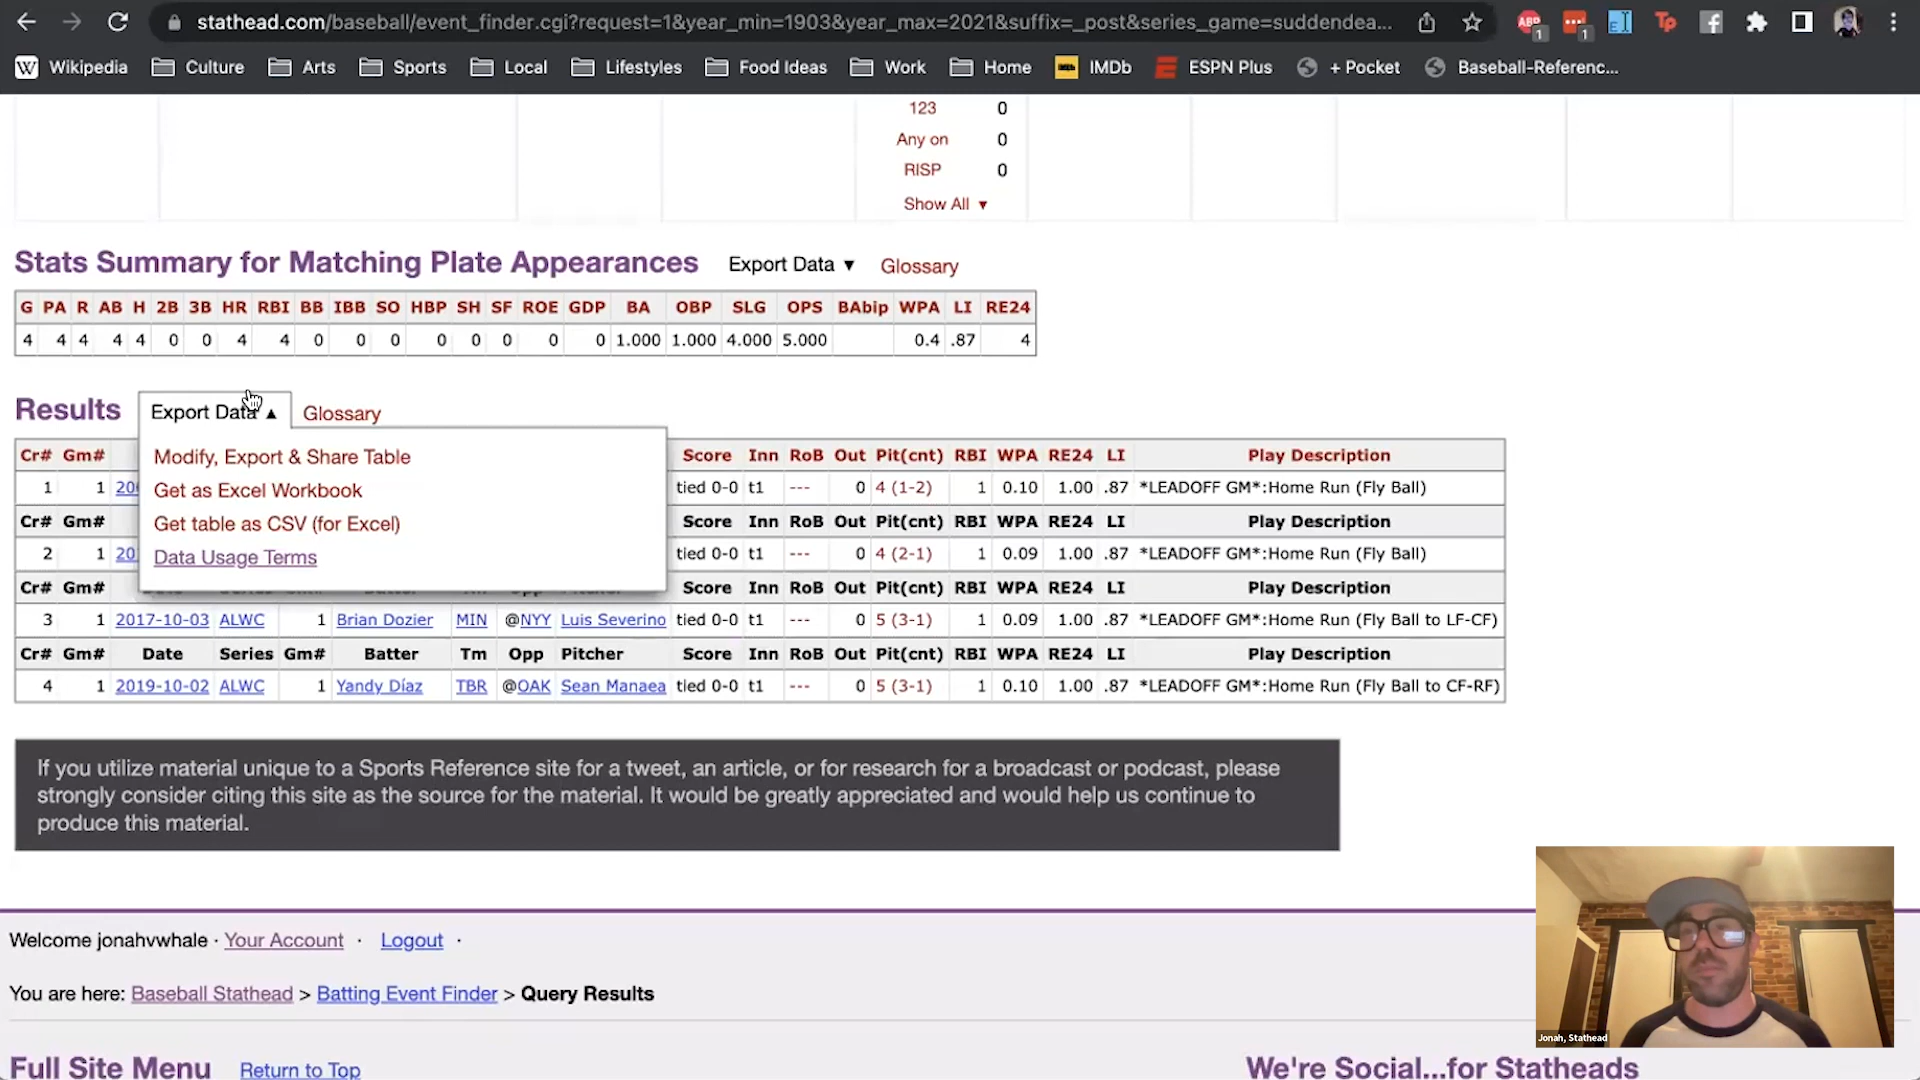 stathead.com/baseball/event_finder.cgi?request=1&year_min=1903&year_max=2021&suffix=_post&series_game=suddendea...
ABP 1 1 Tp
W Wikipedia Culture Arts Sports Local Lifestyles Food Ideas Work Home IMDb ESPN Plus + Pocket Baseball-Referenc...
123 0
Any on 0
RISP 0
Show All ▼
Stats Summary for Matching Plate Appearances Export Data ▼ Glossary
G PA R AB H 2B 3B HR RBI BB IBB SO HBP SH SF ROE GDP BA OBP SLG OPS BAbip WPA LI RE24
4 4 4 4 4 0 0 4 4 0 0 0 0 0 0 0 0 1.000 1.000 4.000 5.000 0.4 .87 4
Results Export Data ▲ Glossary
Cr# Gm# Score Inn RoB Out Pit(cnt) RBI WPA RE24 LI Play Description
Modify, Export & Share Table
1 1 tied 0-0 t1 --- 0 4 (1-2) 1 0.10 1.00 .87 *LEADOFF GM*:Home Run (Fly Ball)
Get as Excel Workbook
Cr# Gm# Score Inn RoB Out Pit(cnt) RBI WPA RE24 LI Play Description
Get table as CSV (for Excel)
2 1 20 tied 0-0 t1 --- 0 4 (2-1) 1 0.09 1.00 .87 *LEADOFF GM*:Home Run (Fly Ball)
Data Usage Terms
Cr# Gm# Score Inn RoB Out Pit(cnt) RBI WPA RE24 LI Play Description
3 1 2017-10-03 ALWC 1 Brian Dozier MIN @NYY Luis Severino tied 0-0 t1 --- 0 5 (3-1) 1 0.09 1.00 .87 *LEADOFF GM*:Home Run (Fly Ball to LF-CF)
Cr# Gm# Date Series Gm# Batter Tm Opp Pitcher Score Inn RoB Out Pit(cnt) RBI WPA RE24 LI Play Description
4 1 2019-10-02 ALWC 1 Yandy Díaz TBR @OAK Sean Manaea tied 0-0 t1 --- 0 5 (3-1) 1 0.10 1.00 .87 *LEADOFF GM*:Home Run (Fly Ball to CF-RF)
If you utilize material unique to a Sports Reference site for a tweet, an article, or for research for a broadcast or podcast, please
strongly consider citing this site as the source for the material. It would be greatly appreciated and would help us continue to
produce this material.
Welcome jonahvwhale · Your Account · Logout ·
You are here: Baseball Stathead > Batting Event Finder > Query Results
Jonah, Stathead
Full Site Menu Return to Top We're Social...for Statheads